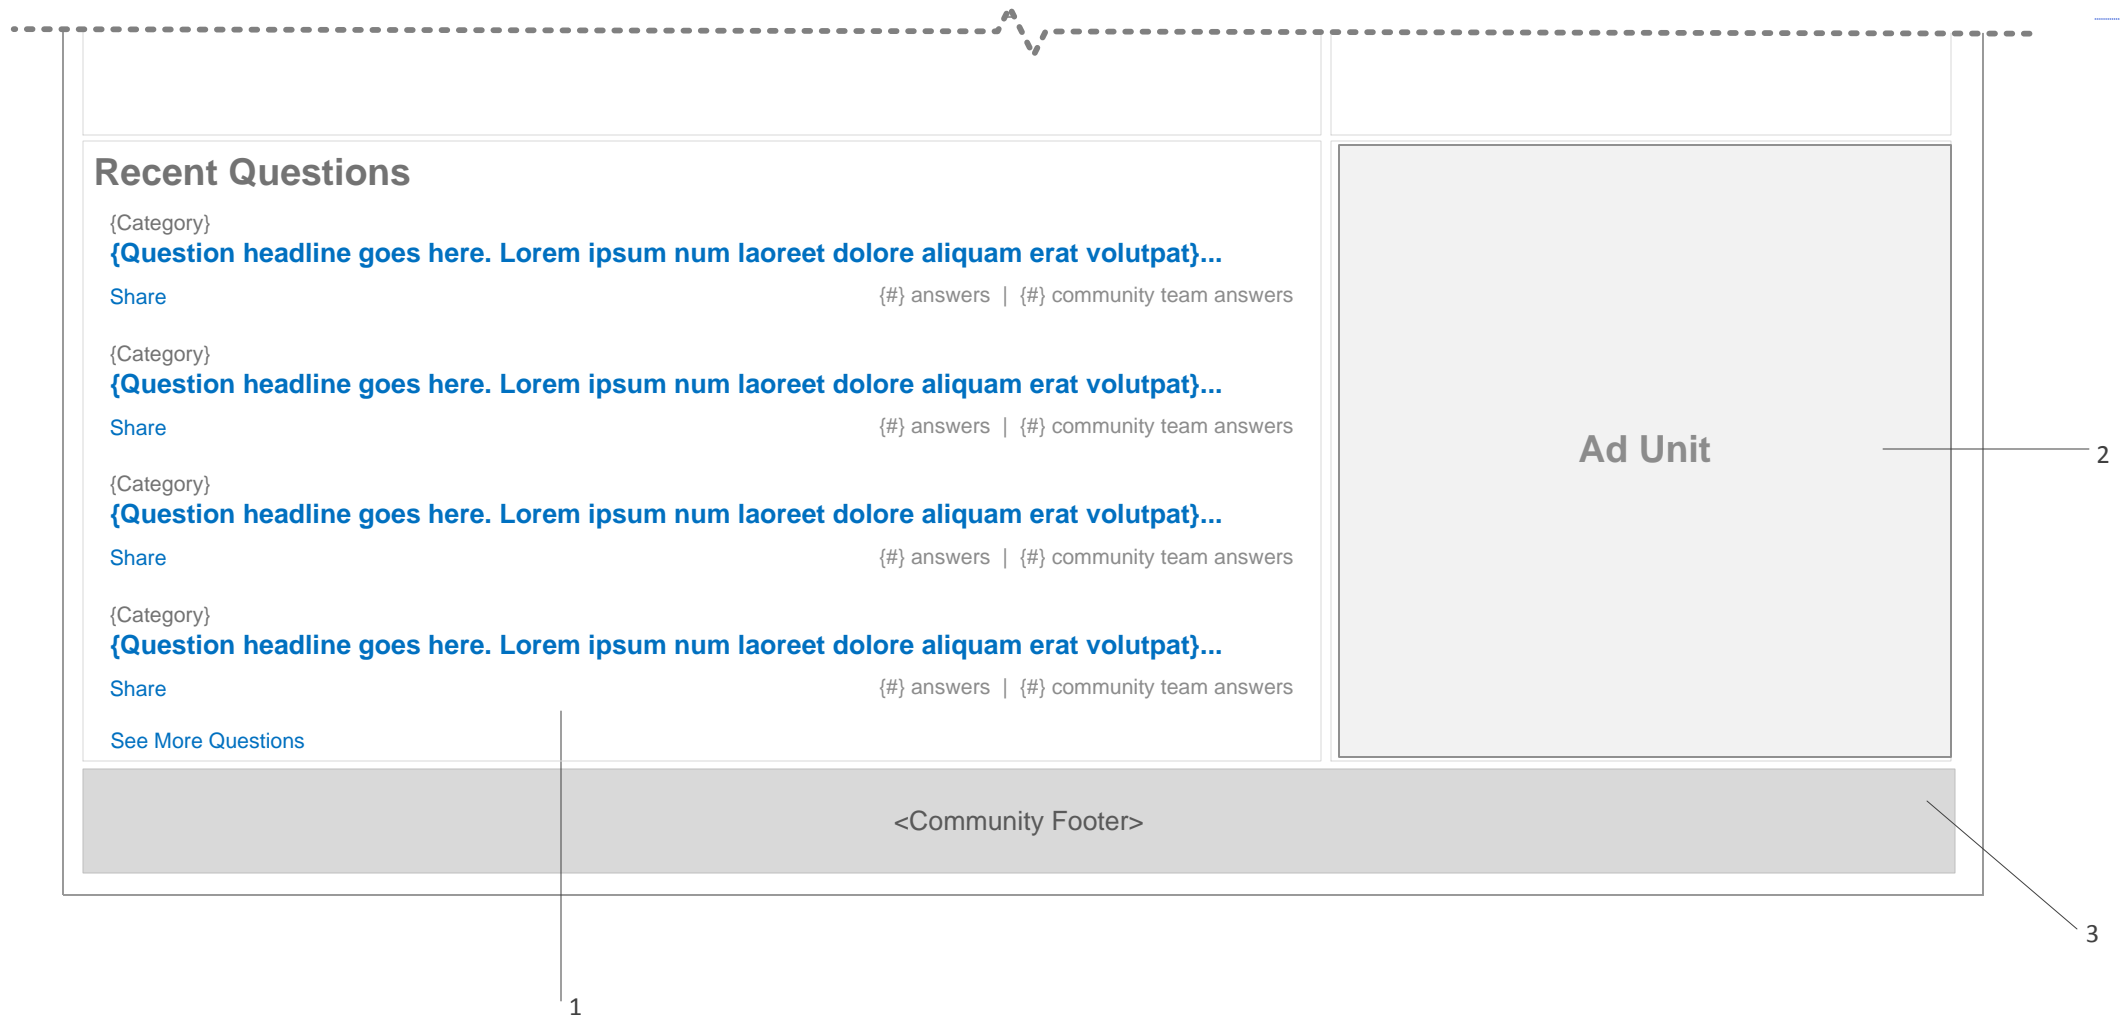 Recent Questions
{Category}
{Question headline goes here. Lorem ipsum num laoreet dolore aliquam erat volutpat}...
Share {#} answers | {#} community team answers
{Category}
{Question headline goes here. Lorem ipsum num laoreet dolore aliquam erat volutpat}...
Share {#} answers | {#} community team answers
{Category}
{Question headline goes here. Lorem ipsum num laoreet dolore aliquam erat volutpat}...
Share {#} answers | {#} community team answers
{Category}
{Question headline goes here. Lorem ipsum num laoreet dolore aliquam erat volutpat}...
Share {#} answers | {#} community team answers
See More Questions
Ad Unit
2
<Community Footer>
3
1